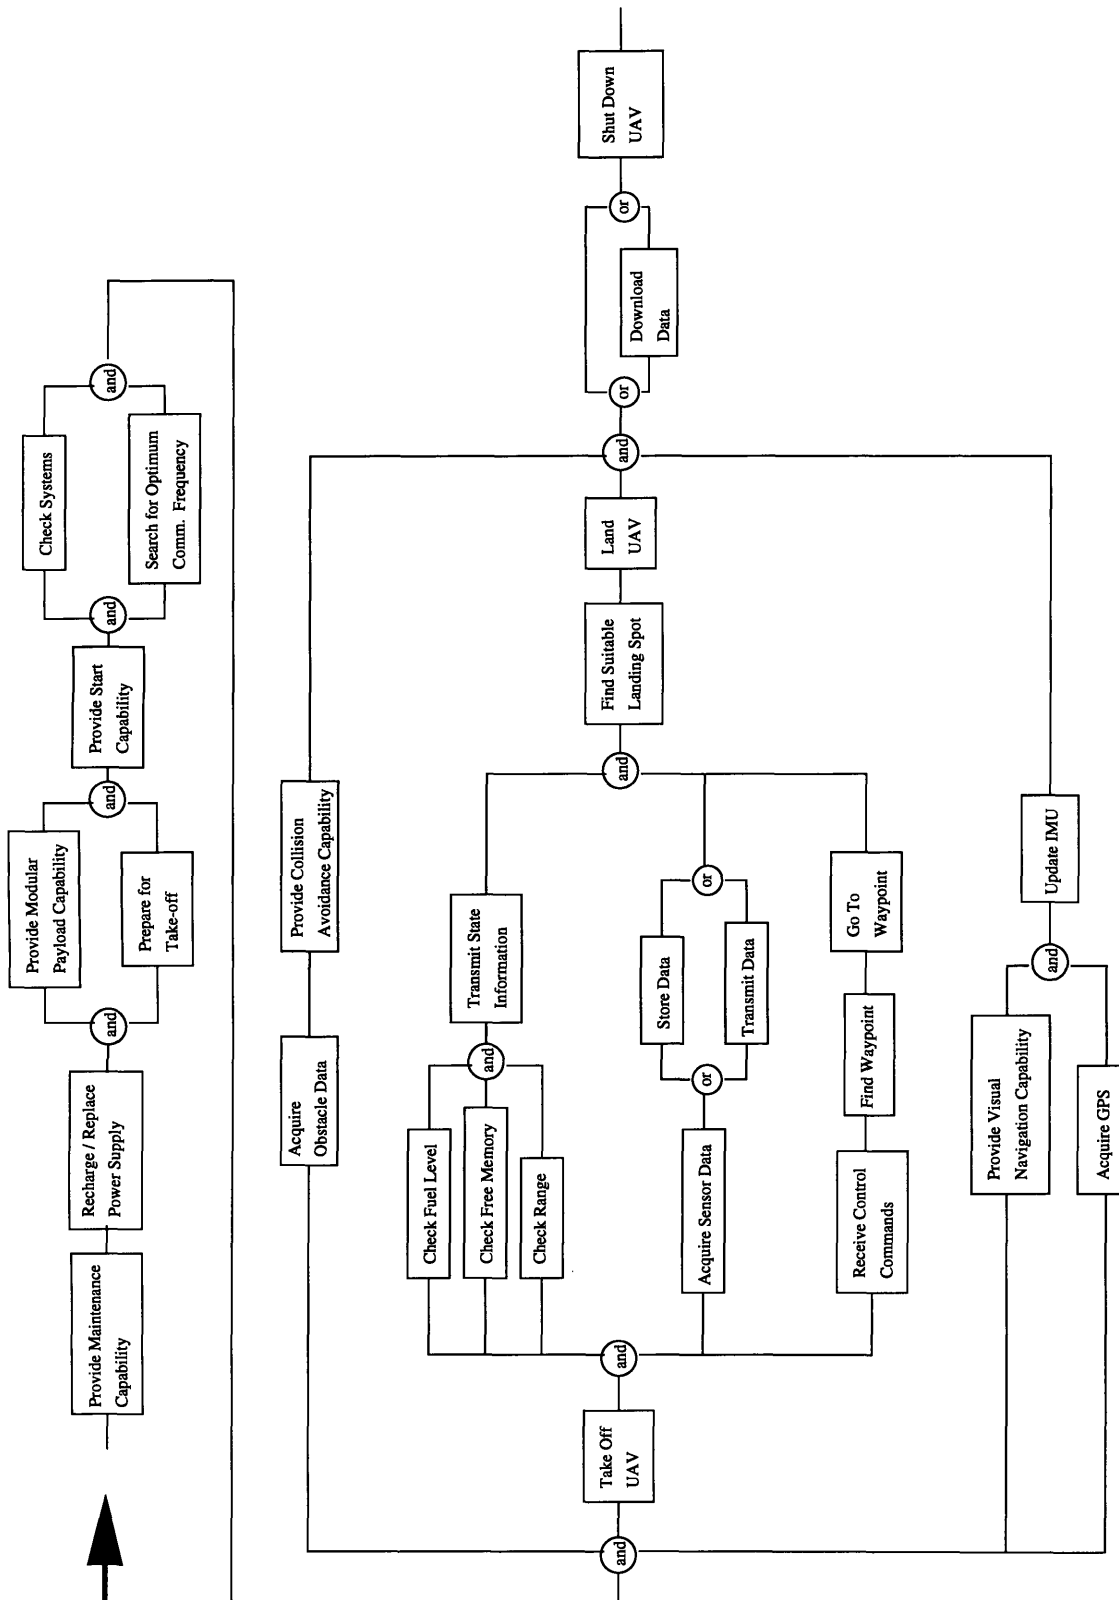 Provide Maintenance
Capability
Recharge / Replace
Power Supply
and
Provide Modular
Payload Capability
Prepare for
Take-off
and
Provide Start
Capability
and
Check Systems
Search for Optimum
Comm. Frequency
and
and
Acquire
Obstacle Data
Provide Collision
Avoidance Capability
Take Off
UAV
and
Check Fuel Level
Check Free Memory
Check Range
and
Transmit State
Information
Acquire Sensor Data
or
Store Data
Transmit Data
or
Receive Control
Commands
Find Waypoint
Go To
Waypoint
and
Find Suitable
Landing Spot
Land
UAV
Provide Visual
Navigation Capability
Acquire GPS
and
Update IMU
and
or
Download
Data
or
Shut Down
UAV